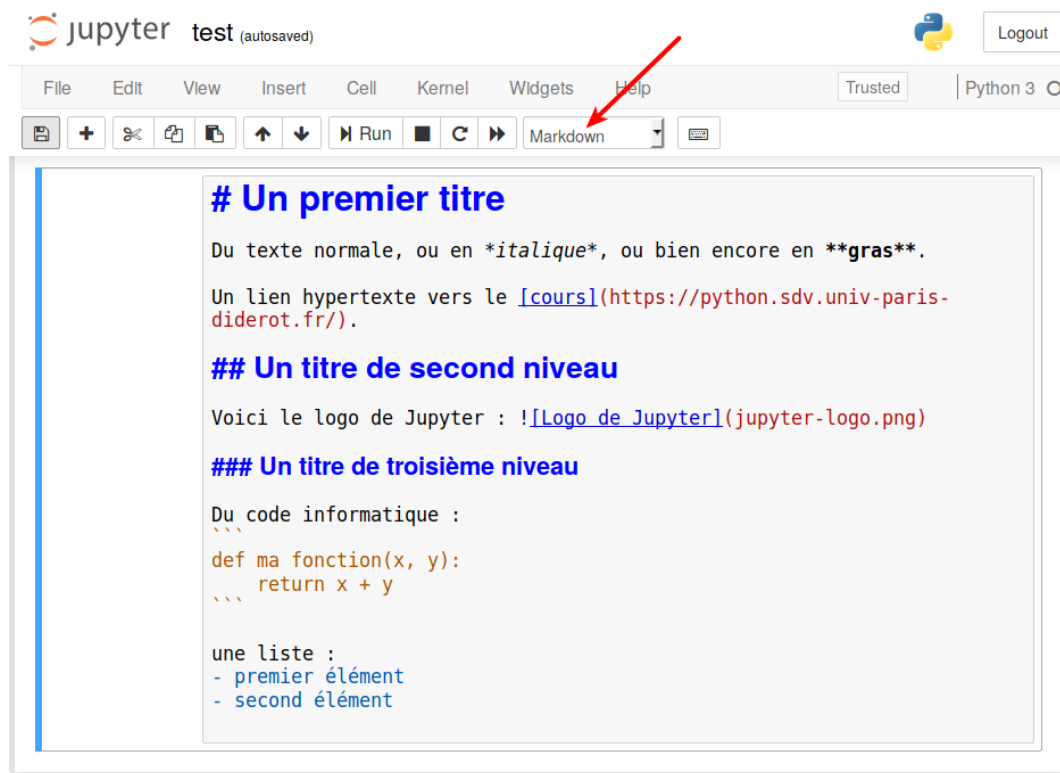 jupyter test (autosaved) Logout
File Edit View Insert Cell Kernel Widgets Help Trusted Python 3
Run Markdown
# Un premier titre
Du texte normale, ou en *italique*, ou bien encore en **gras**.
Un lien hypertexte vers le [cours](https://python.sdv.univ-paris-
diderot.fr/).
## Un titre de second niveau
Voici le logo de Jupyter : ![Logo de Jupyter](jupyter-logo.png)
### Un titre de troisième niveau
Du code informatique :
```
def ma fonction(x, y):
    return x + y
```
une liste :
- premier élément
- second élément